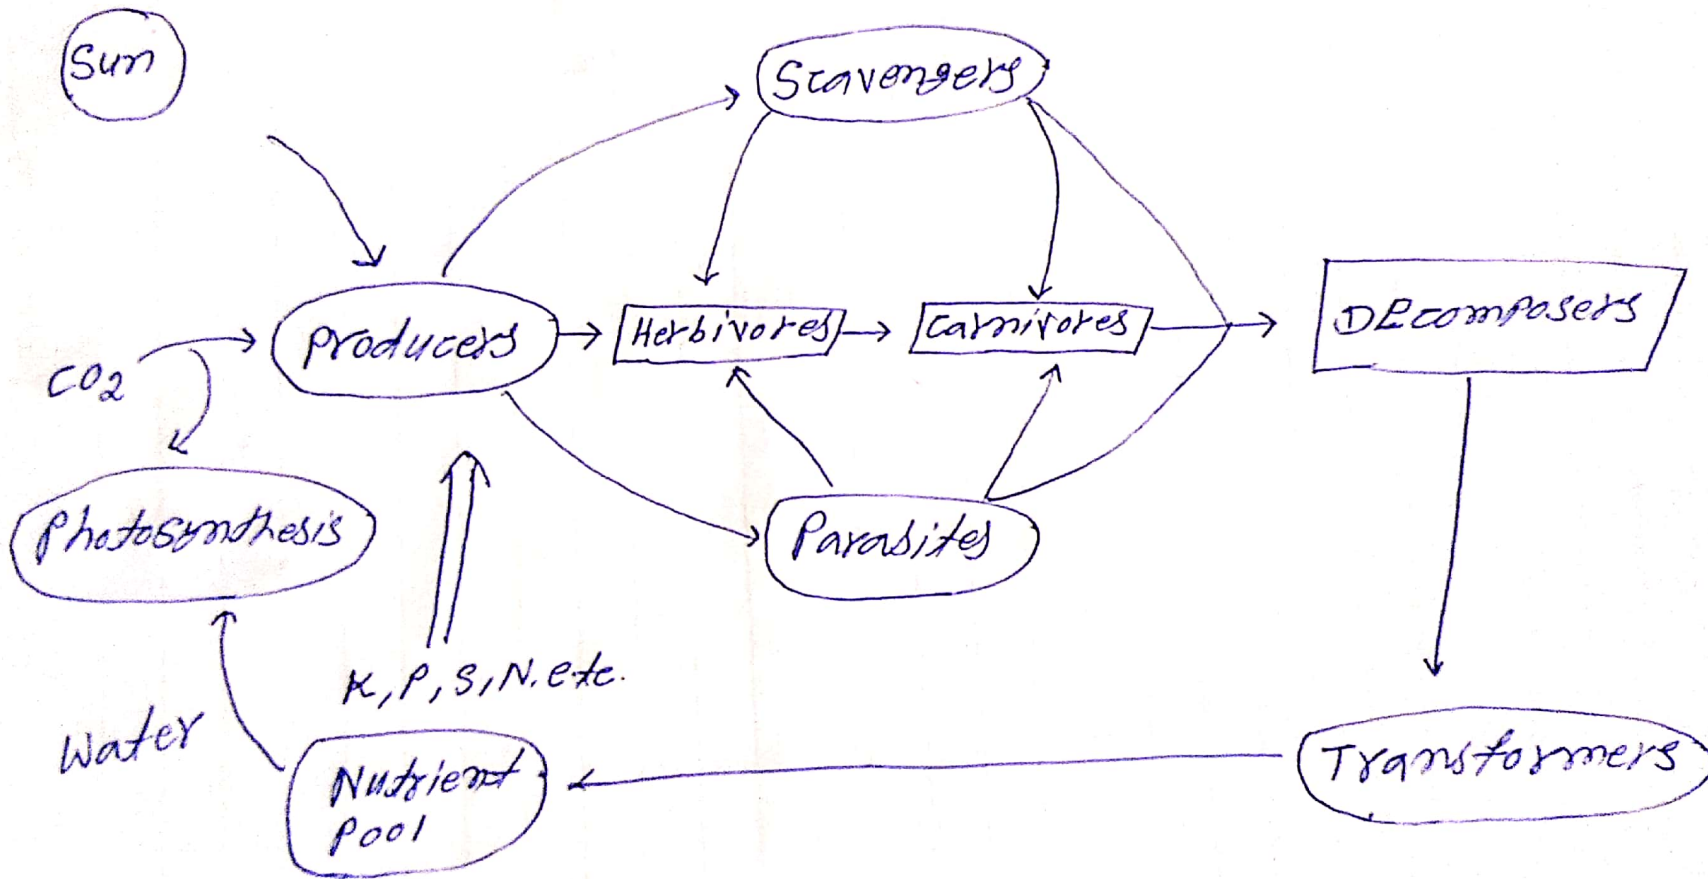 Sun
Scavengers
Producers
Herbivores
Carnivores
DEcomposers
CO2
Photosynthesis
Parasites
K, P, S, N. etc.
Water
Nutrient
Pool
Transformers